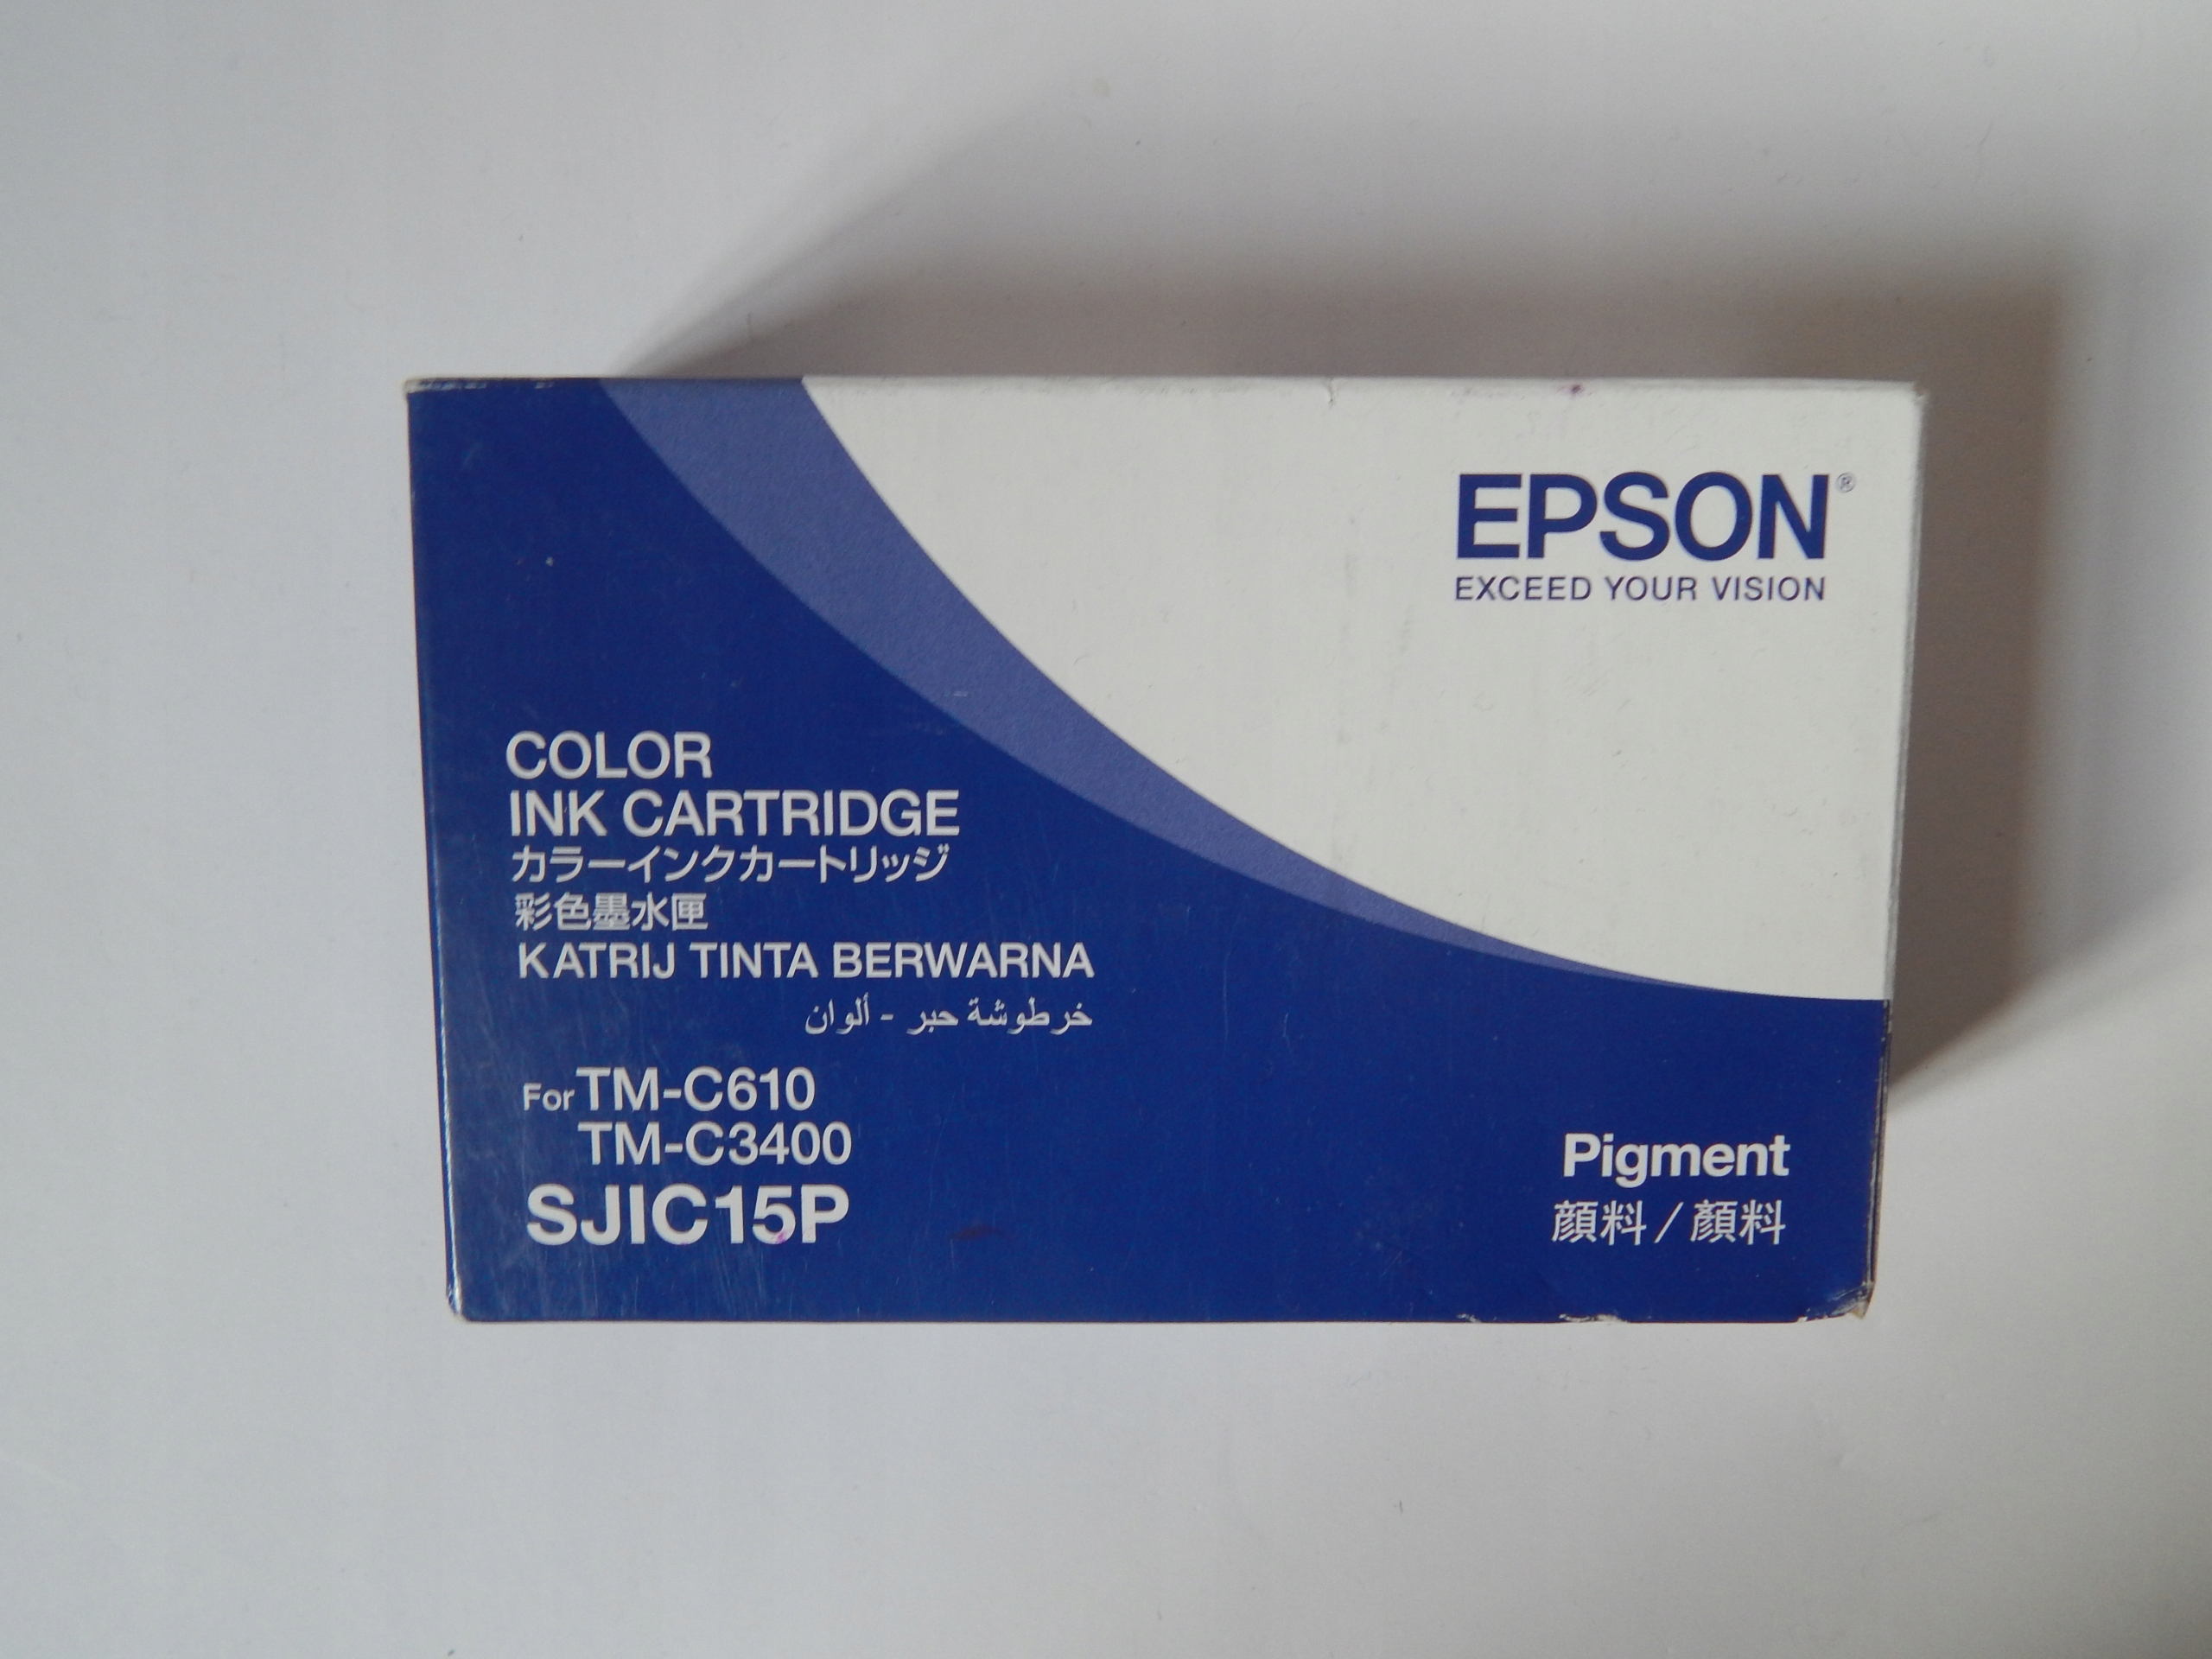 EPSON®
EXCEED YOUR VISION
COLOR
INK CARTRIDGE
カラーインクカートリッジ
彩色墨水匣
KATRIJ TINTA BERWARNA
خرطوشة حبر - ألوان
For TM-C610
TM-C3400
SJIC15P
Pigment
顔料/顏料